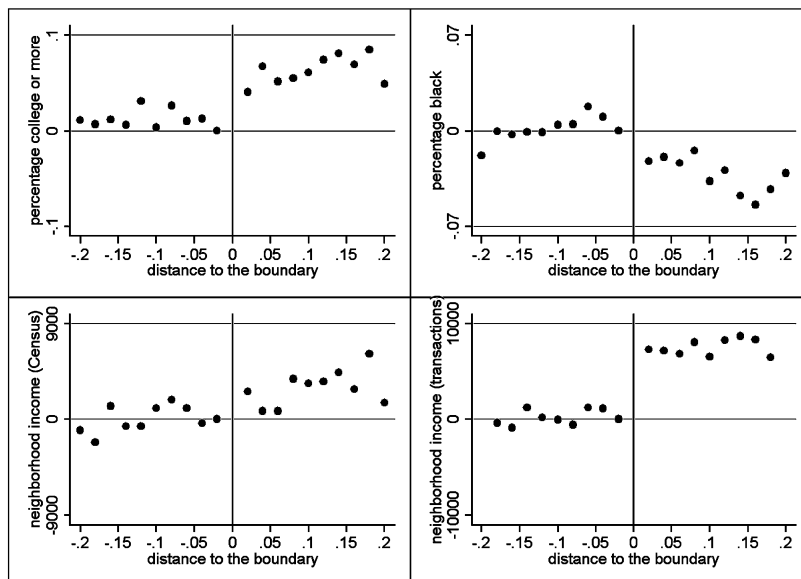 percentage college or more
.1
0
-.1
-.2 -.15 -.1 -.05 0 .05 .1 .15 .2
distance to the boundary
percentage black
.07
0
-.07
-.2 -.15 -.1 -.05 0 .05 .1 .15 .2
distance to the boundary
neighborhood income (Census)
9000
0
-9000
-.2 -.15 -.1 -.05 0 .05 .1 .15 .2
distance to the boundary
neighborhood income (transactions)
10000
0
-10000
-.2 -.15 -.1 -.05 0 .05 .1 .15 .2
distance to the boundary